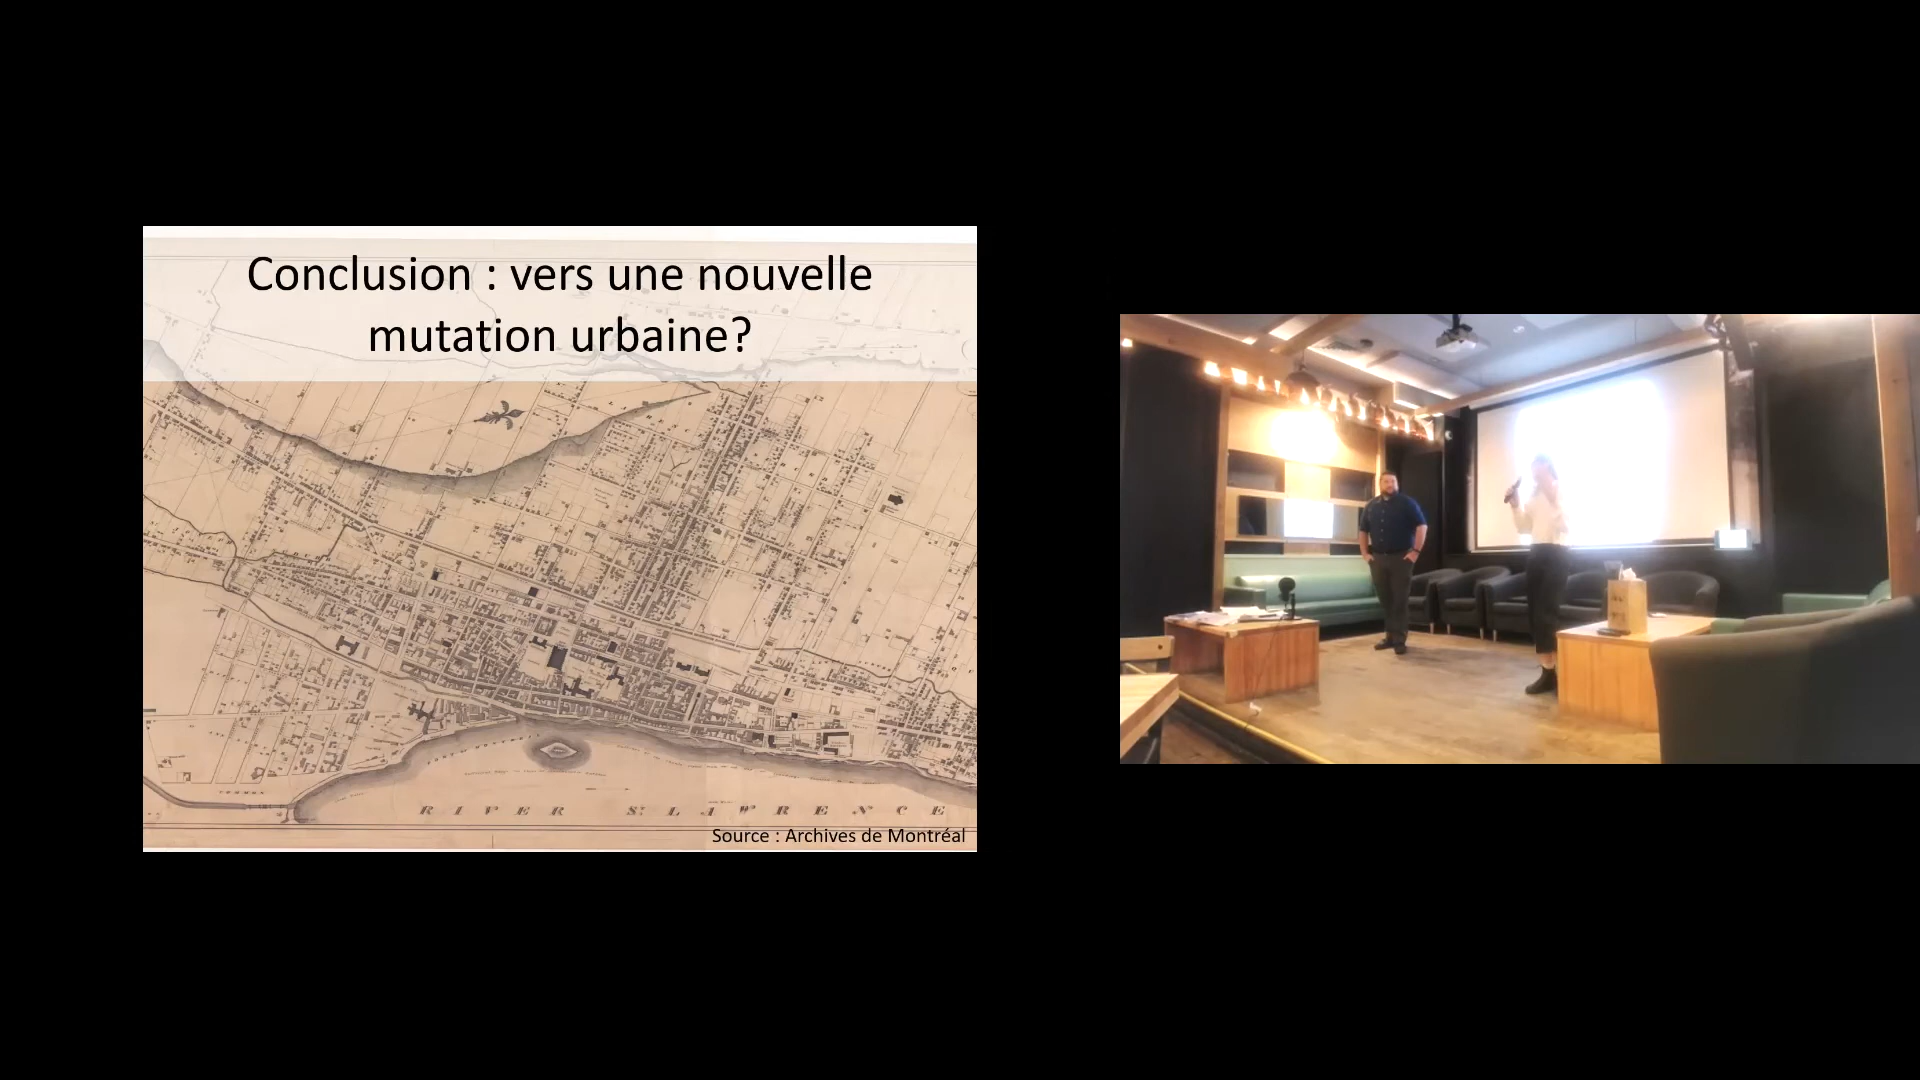 Conclusion : vers une nouvelle
mutation urbaine?
RIVER ST LAWRENCE
Source : Archives de Montréal